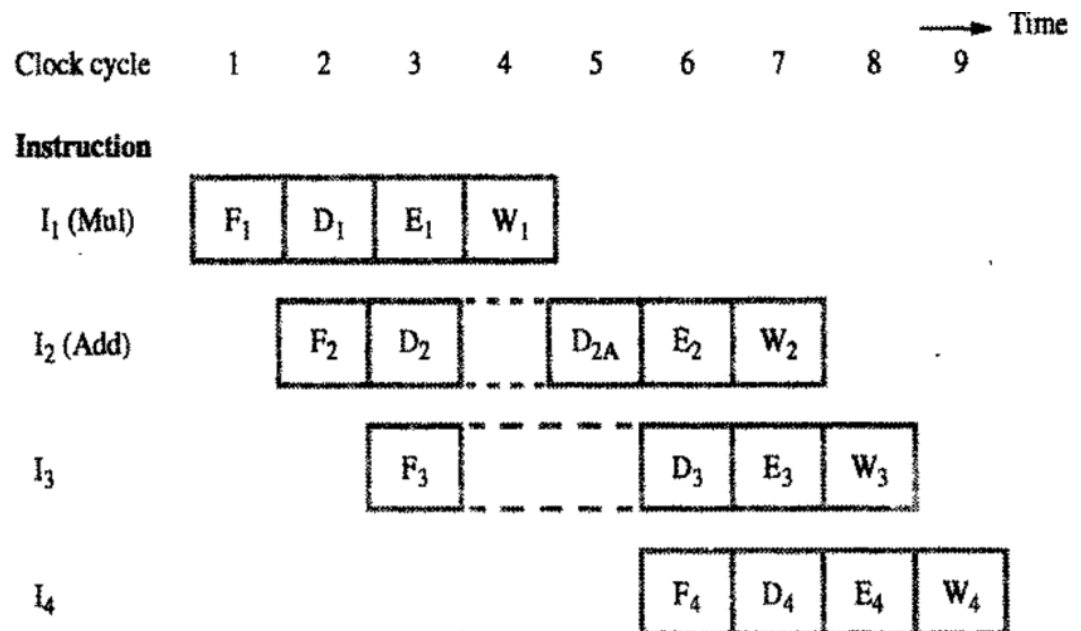 Time
Clock cycle 1 2 3 4 5 6 7 8 9
Instruction
I₁ (Mul) F₁ D₁ E₁ W₁
I₂ (Add) F₂ D₂ D₂A E₂ W₂
I₃ F₃ D₃ E₃ W₃
I₄ F₄ D₄ E₄ W₄